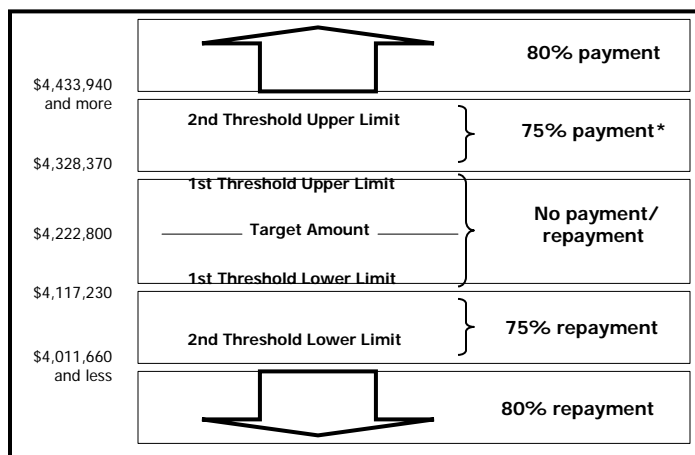 80% payment
$4,433,940
and more
2nd Threshold Upper Limit
75% payment*
$4,328,370
1st Threshold Upper Limit
No payment/
repayment
$4,222,800
Target Amount
1st Threshold Lower Limit
$4,117,230
75% repayment
2nd Threshold Lower Limit
$4,011,660
and less
80% repayment